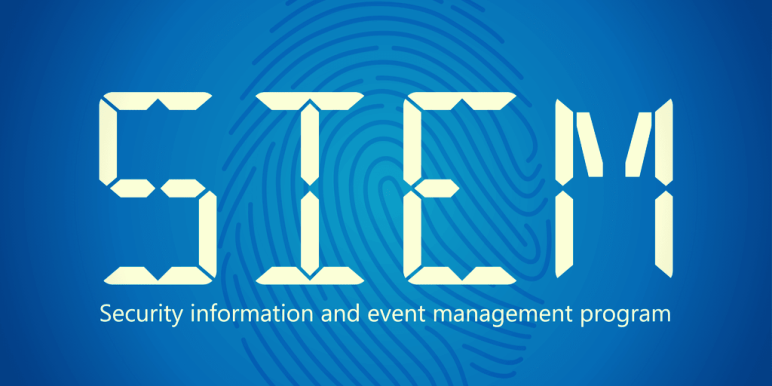 SIEM
Security information and event management program